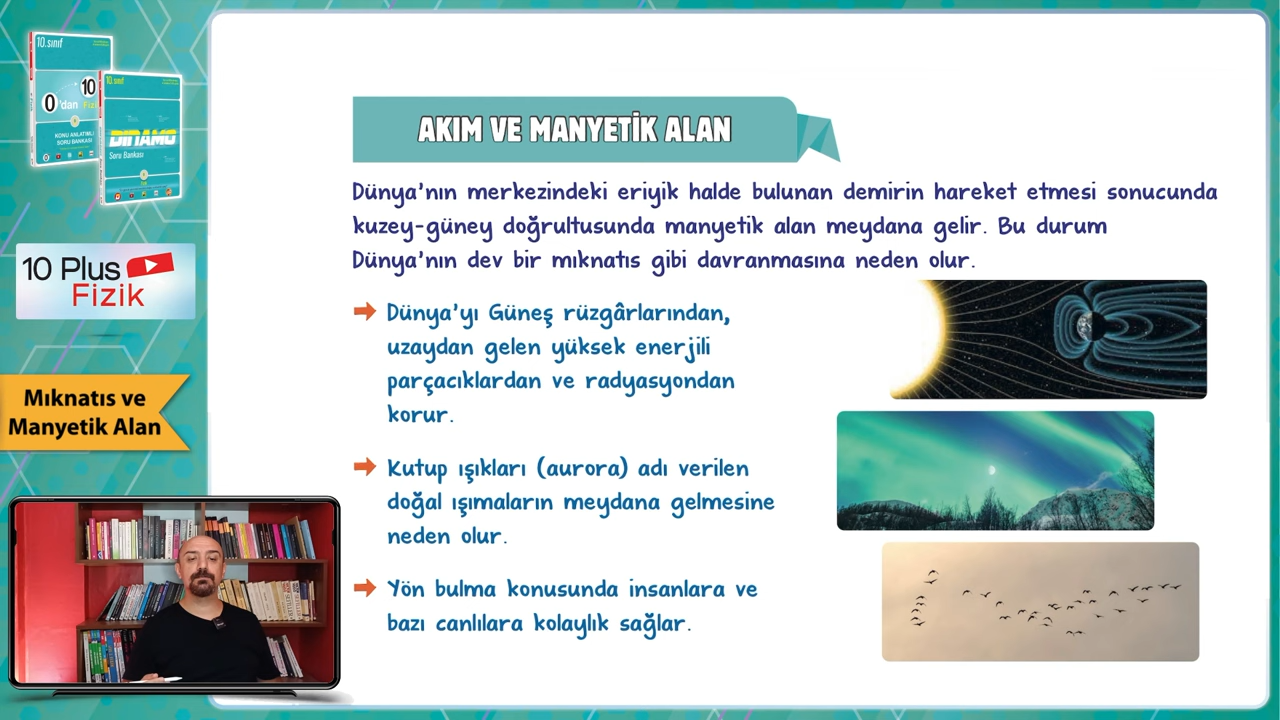 10.sınıf
0'dan 10
Fizik
KONU ANLATIMLI
SORU BANKASI
10.sınıf
DINAMO
Soru Bankası
10 Plus
Fizik
Mıknatıs ve
Manyetik Alan
AKIM VE MANYETİK ALAN
Dünya'nın merkezindeki eriyik halde bulunan demirin hareket etmesi sonucunda
kuzey-güney doğrultusunda manyetik alan meydana gelir. Bu durum
Dünya'nın dev bir mıknatıs gibi davranmasına neden olur.
Dünya'yı Güneş rüzgârlarından,
uzaydan gelen yüksek enerjili
parçacıklardan ve radyasyondan
korur.
Kutup ışıkları (aurora) adı verilen
doğal ışımaların meydana gelmesine
neden olur.
Yön bulma konusunda insanlara ve
bazı canlılara kolaylık sağlar.